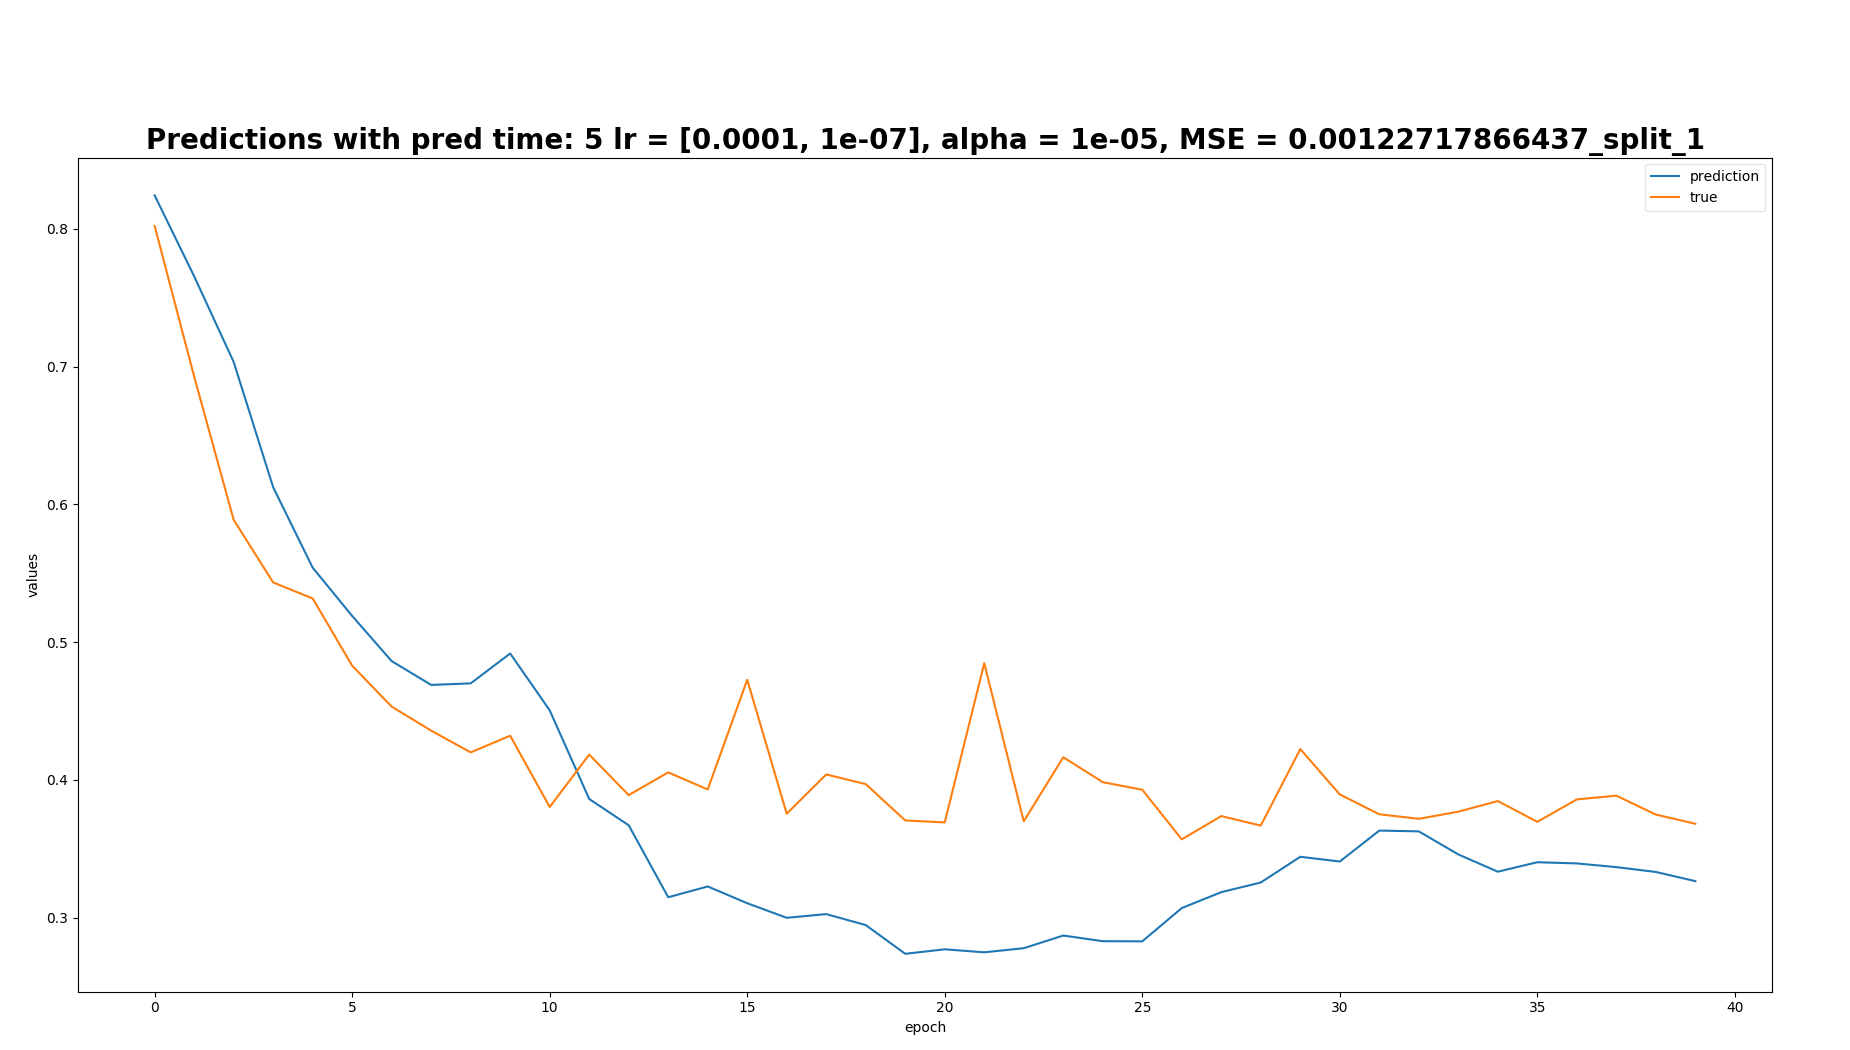 Predictions with pred time: 5 lr = [0.0001, 1e-07], alpha = 1e-05, MSE = 0.00122717866437_split_1
prediction
true
0.8
0.7
0.6
0.5
0.4
0.3
values
0 5 10 15 20 25 30 35 40
epoch